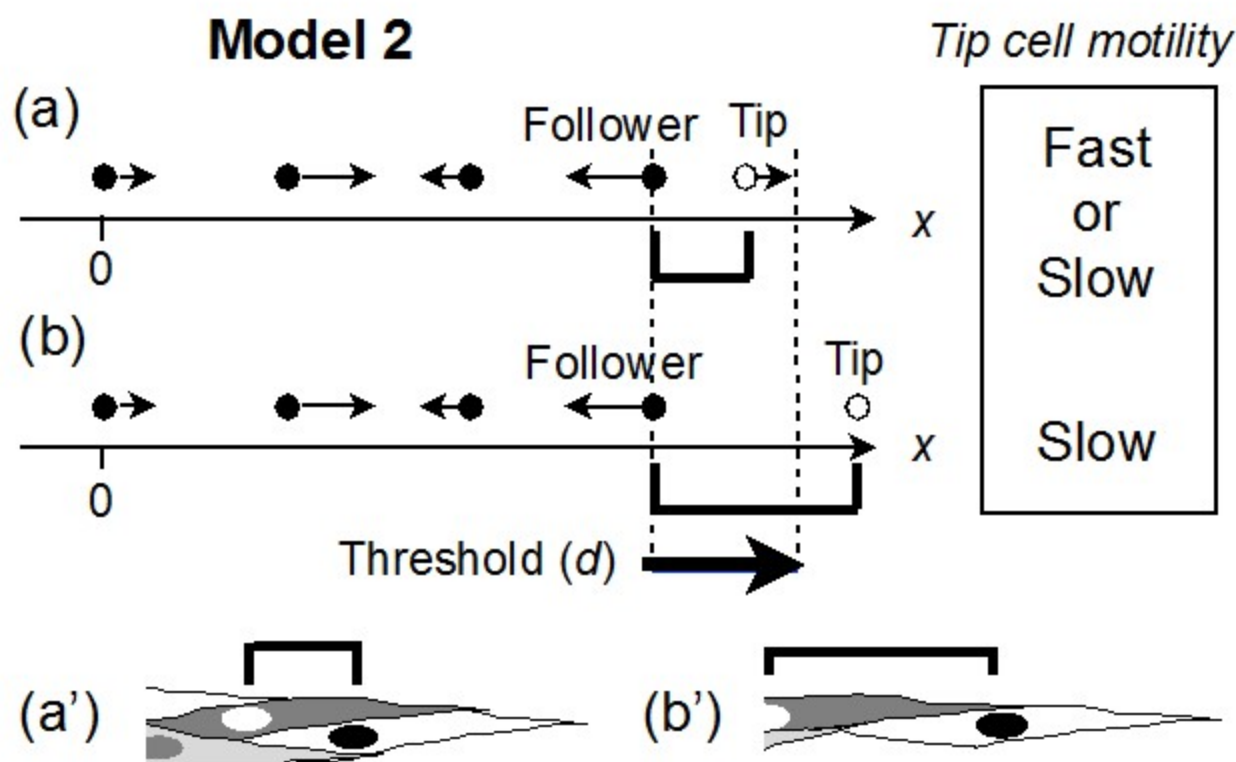 Model 2
Tip cell motility
(a)
Follower Tip
Fast
or
Slow
x
0
(b)
Follower Tip
Slow
x
0
Threshold (d)
(a’)
(b’)